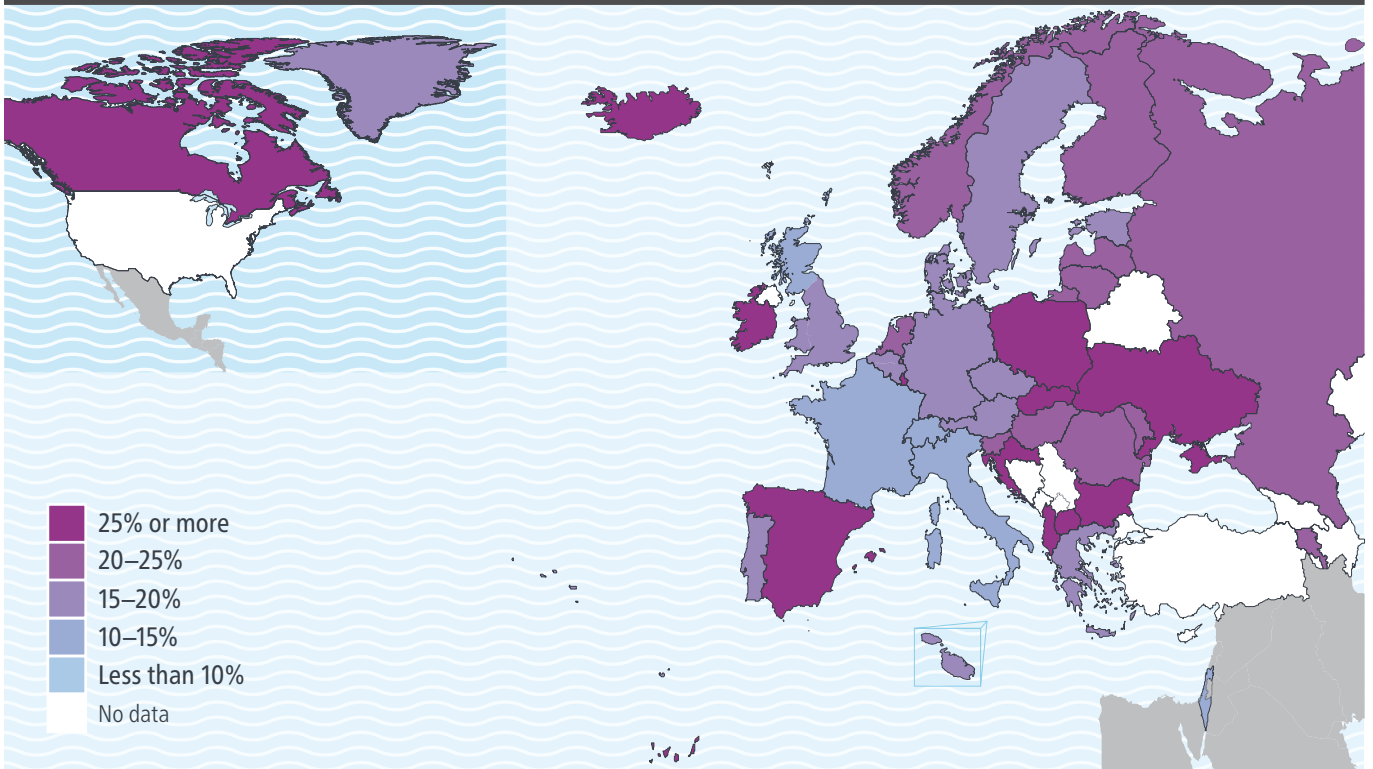 25% or more
20–25%
15–20%
10–15%
Less than 10%
No data